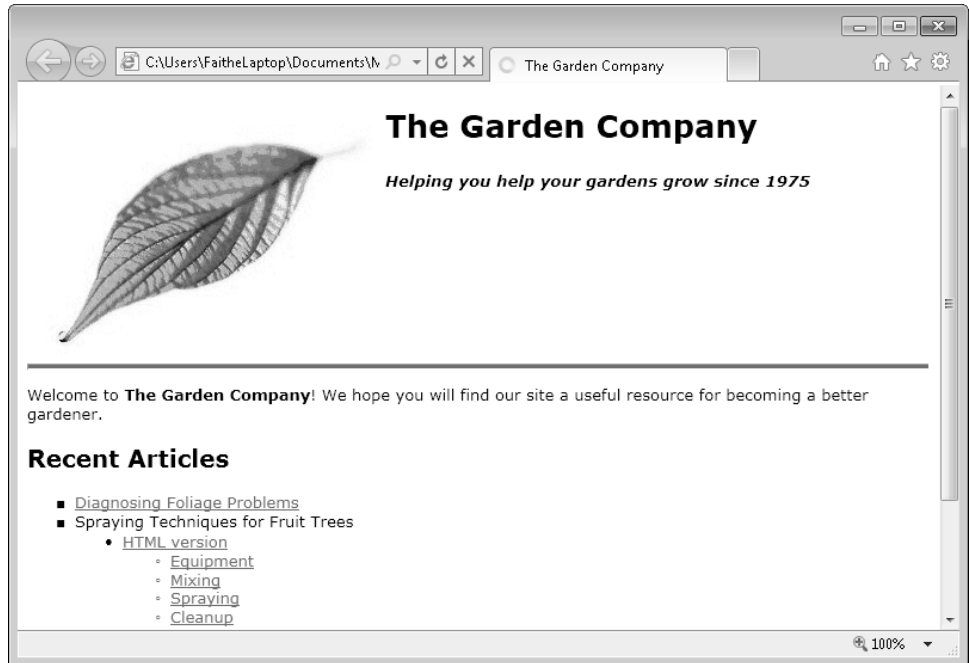 C:\Users\FaitheLaptop\Documents\M
The Garden Company
The Garden Company
Helping you help your gardens grow since 1975
Welcome to The Garden Company! We hope you will find our site a useful resource for becoming a better
gardener.
Recent Articles
Diagnosing Foliage Problems
Spraying Techniques for Fruit Trees
HTML version
Equipment
Mixing
Spraying
Cleanup
100%